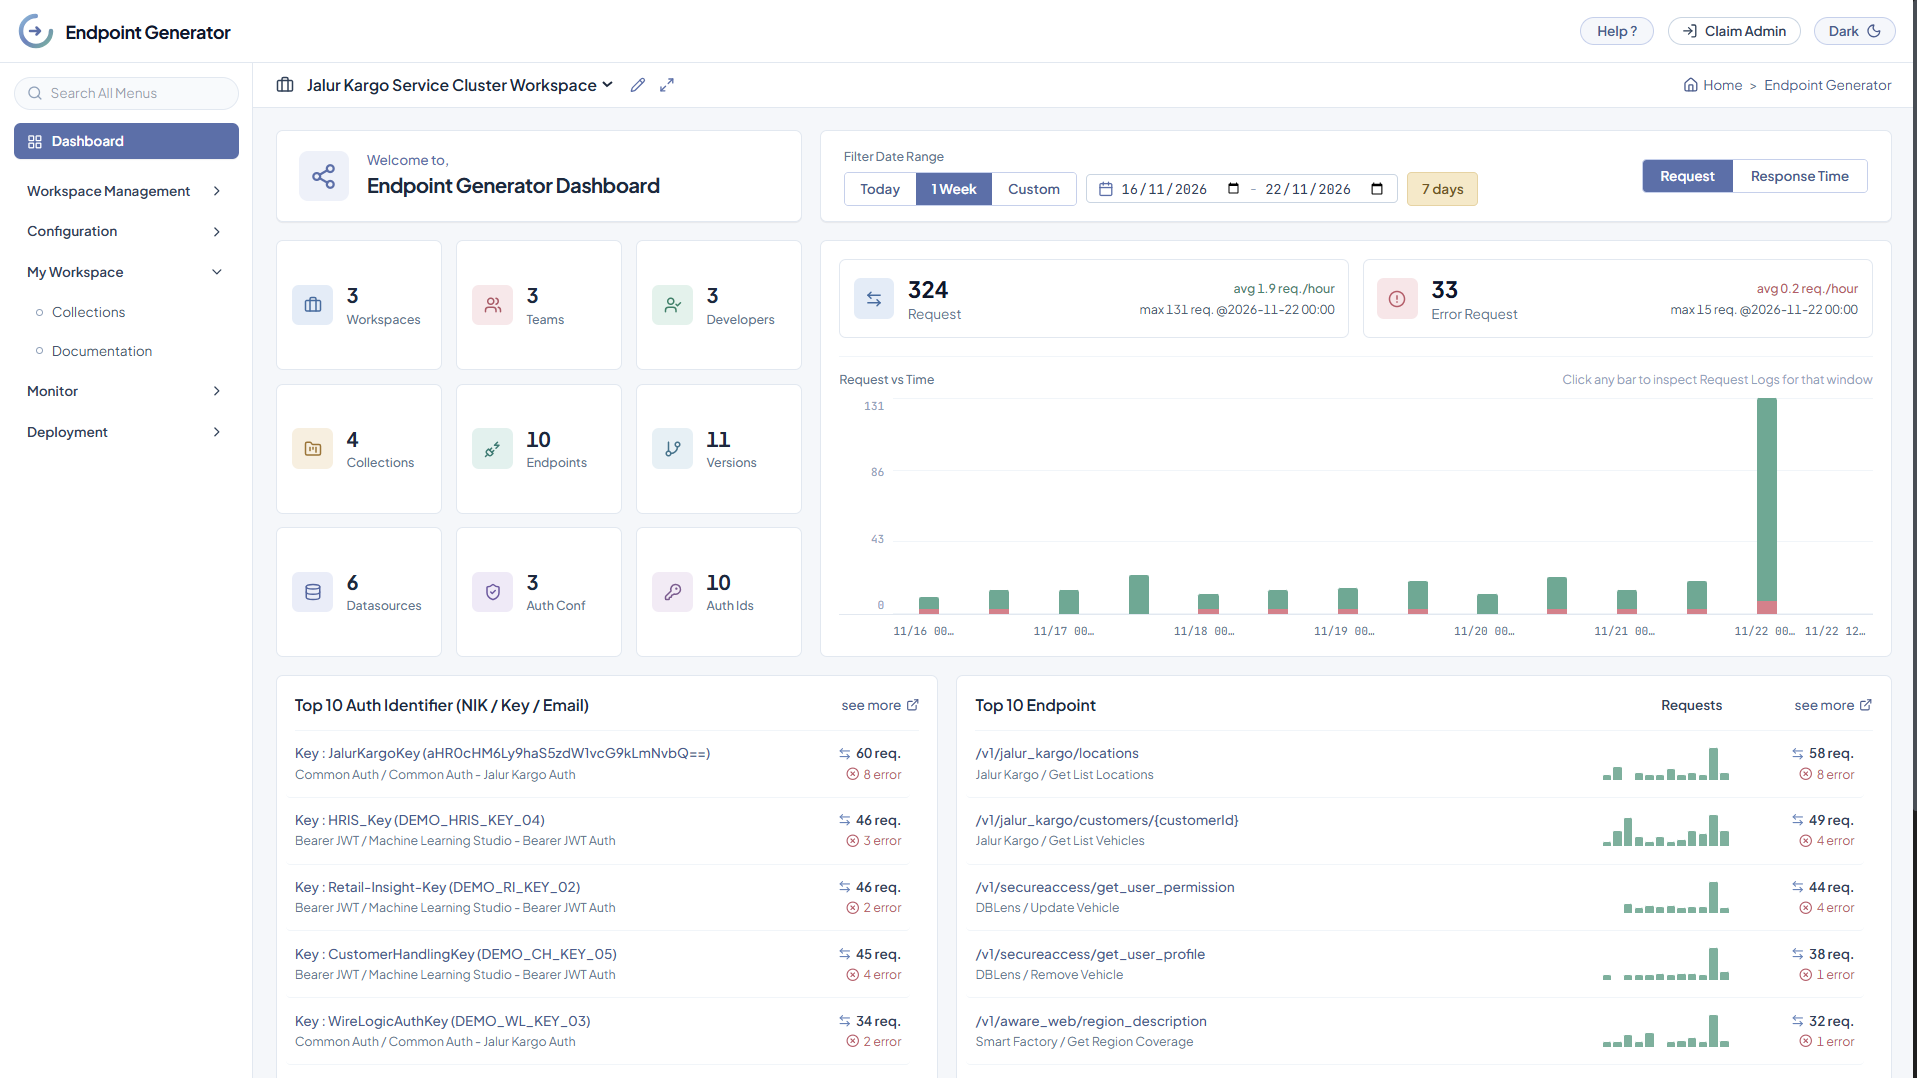 Endpoint Generator
Help ?
Claim Admin
Dark
Search All Menus
Dashboard
Workspace Management
Configuration
My Workspace
Collections
Documentation
Monitor
Deployment
Jalur Kargo Service Cluster Workspace
Home > Endpoint Generator
Welcome to,
Endpoint Generator Dashboard
Filter Date Range
Today
1 Week
Custom
16/11/2026 - 22/11/2026
7 days
Request
Response Time
3
Workspaces
3
Teams
3
Developers
4
Collections
10
Endpoints
11
Versions
6
Datasources
3
Auth Conf
10
Auth Ids
324
Request
avg 1.9 req./hour
max 131 req. @2026-11-22 00:00
33
Error Request
avg 0.2 req./hour
max 15 req. @2026-11-22 00:00
Request vs Time
Click any bar to inspect Request Logs for that window
131
86
43
0
11/16 00…
11/17 00…
11/18 00…
11/19 00…
11/20 00…
11/21 00…
11/22 00…
11/22 12…
Top 10 Auth Identifier (NIK / Key / Email)
see more
Key : JalurKargoKey (aHR0cHM6Ly9haS5zdW1vcG9kLmNvbQ==)
60 req.
Common Auth / Common Auth - Jalur Kargo Auth
8 error
Key : HRIS_Key (DEMO_HRIS_KEY_04)
46 req.
Bearer JWT / Machine Learning Studio - Bearer JWT Auth
3 error
Key : Retail-Insight-Key (DEMO_RI_KEY_02)
46 req.
Bearer JWT / Machine Learning Studio - Bearer JWT Auth
2 error
Key : CustomerHandlingKey (DEMO_CH_KEY_05)
45 req.
Bearer JWT / Machine Learning Studio - Bearer JWT Auth
4 error
Key : WireLogicAuthKey (DEMO_WL_KEY_03)
34 req.
Common Auth / Common Auth - Jalur Kargo Auth
2 error
Top 10 Endpoint
Requests
see more
/v1/jalur_kargo/locations
58 req.
Jalur Kargo / Get List Locations
8 error
/v1/jalur_kargo/customers/{customerId}
49 req.
Jalur Kargo / Get List Vehicles
4 error
/v1/secureaccess/get_user_permission
44 req.
DBLens / Update Vehicle
4 error
/v1/secureaccess/get_user_profile
38 req.
DBLens / Remove Vehicle
1 error
/v1/aware_web/region_description
32 req.
Smart Factory / Get Region Coverage
1 error